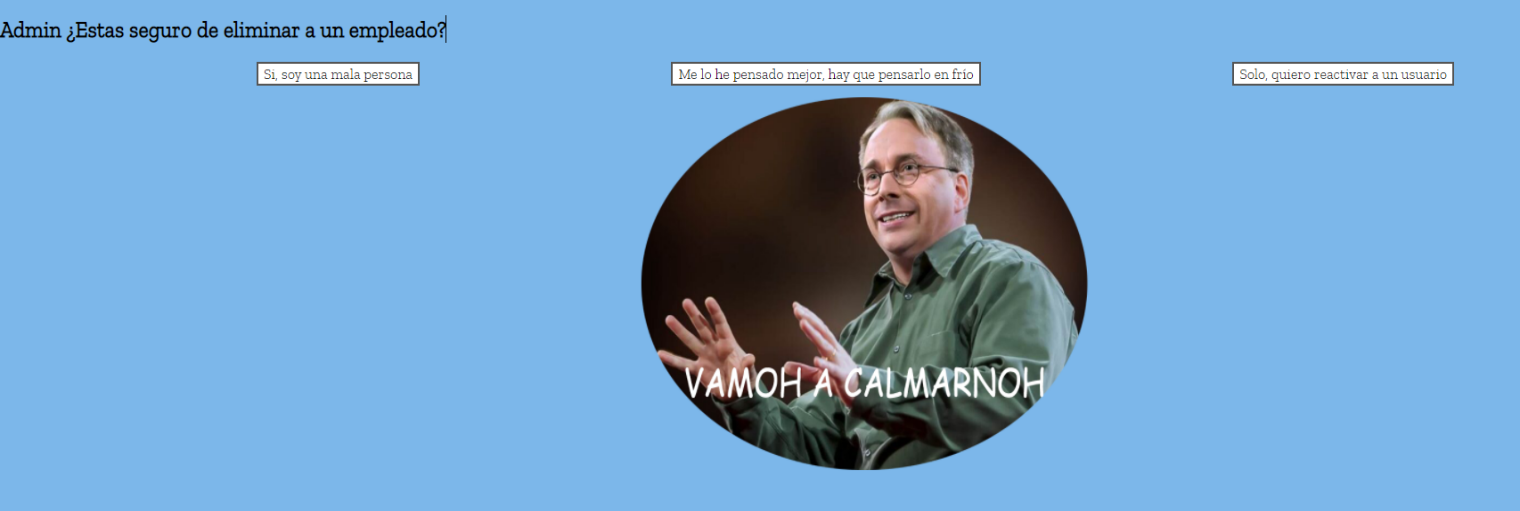 Admin ¿Estas seguro de eliminar a un empleado?
Si, soy una mala persona
Me lo he pensado mejor, hay que pensarlo en frío
Solo, quiero reactivar a un usuario
VAMOH A CALMARNOH